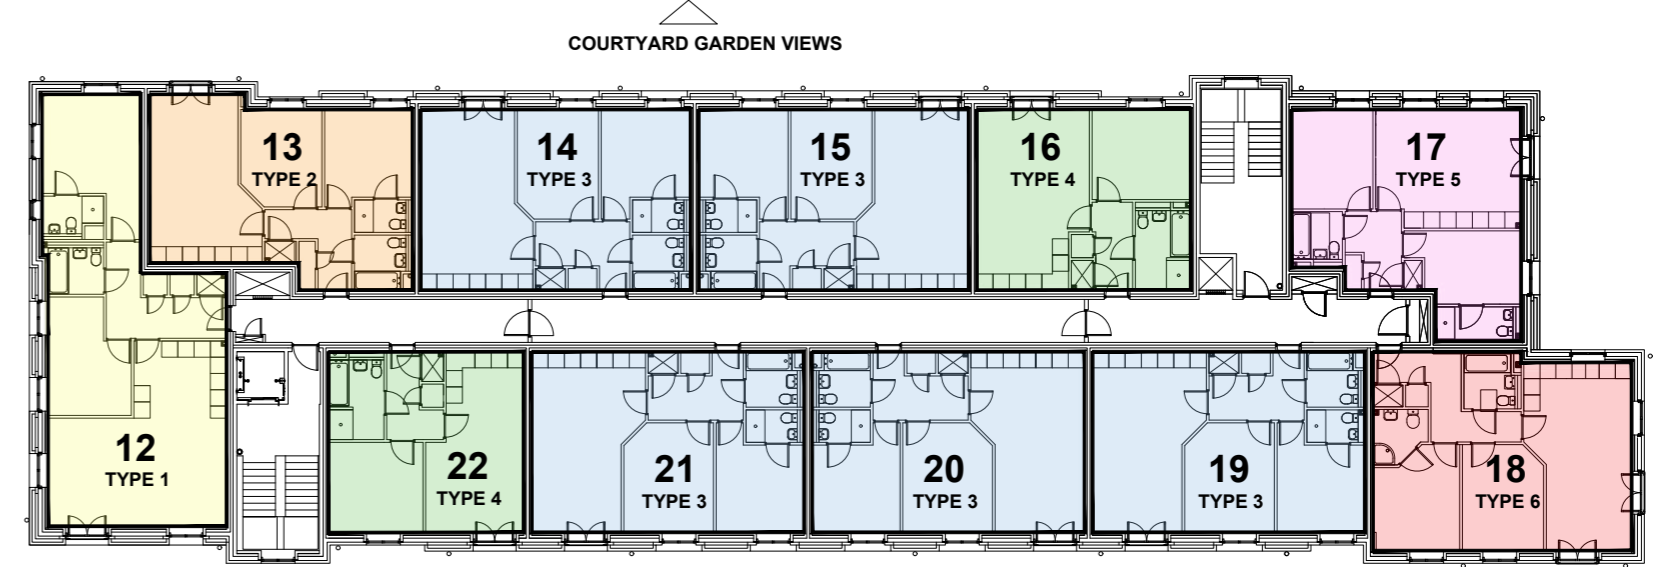 COURTYARD GARDEN VIEWS
13
TYPE 2
14
TYPE 3
15
TYPE 3
16
TYPE 4
17
TYPE 5
12
TYPE 1
22
TYPE 4
21
TYPE 3
20
TYPE 3
19
TYPE 3
18
TYPE 6